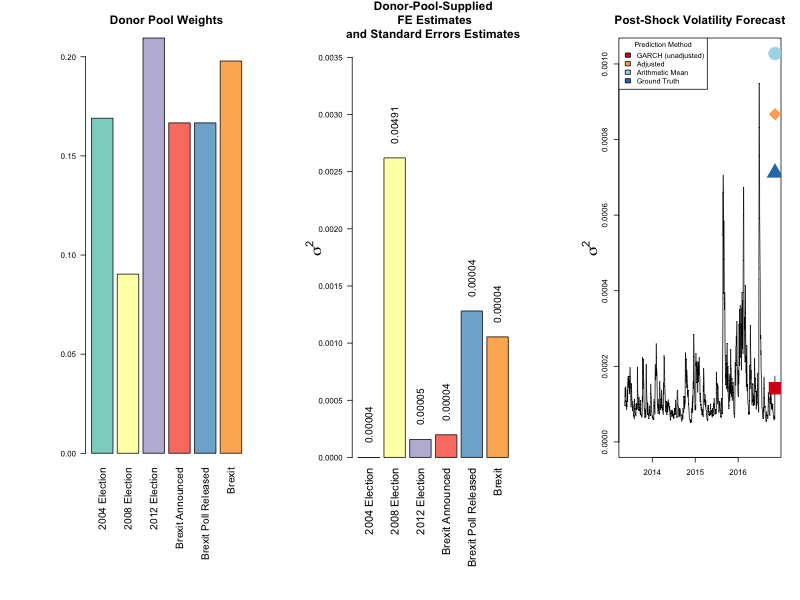 Donor Pool Weights
0.20
0.15
0.10
0.05
0.00
2004 Election
2008 Election
2012 Election
Brexit Announced
Brexit Poll Released
Brexit
Donor-Pool-Supplied
FE Estimates
and Standard Errors Estimates
σ2
0.0035
0.0030
0.0025
0.0020
0.0015
0.0010
0.0005
0.0000
0.00004
0.00491
0.00005
0.00004
0.00004
0.00004
2004 Election
2008 Election
2012 Election
Brexit Announced
Brexit Poll Released
Brexit
Post-Shock Volatility Forecast
σ2
0.0010
0.0008
0.0006
0.0004
0.0002
0.0000
Prediction Method
GARCH (unadjusted)
Adjusted
Arithmetic Mean
Ground Truth
2014
2015
2016